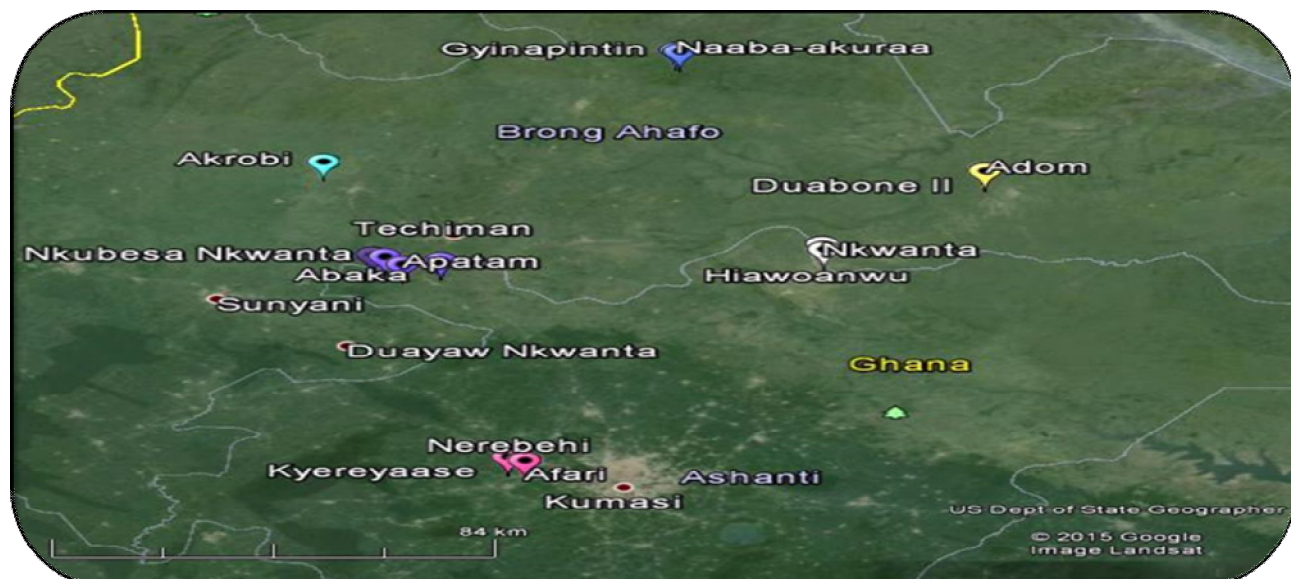 Gyinapintin
Naaba-akuraa
Brong Ahafo
Akrobi
Adom
Duabone II
Techiman
Nkubesa Nkwanta
Apatam
Abaka
Nkwanta
Hiawoanwu
Sunyani
Duayaw Nkwanta
Ghana
Nerebehi
Kyereyaase
Afari
Ashanti
Kumasi
US Dept of State Geographer
84 km
© 2015 Google
Image Landsat